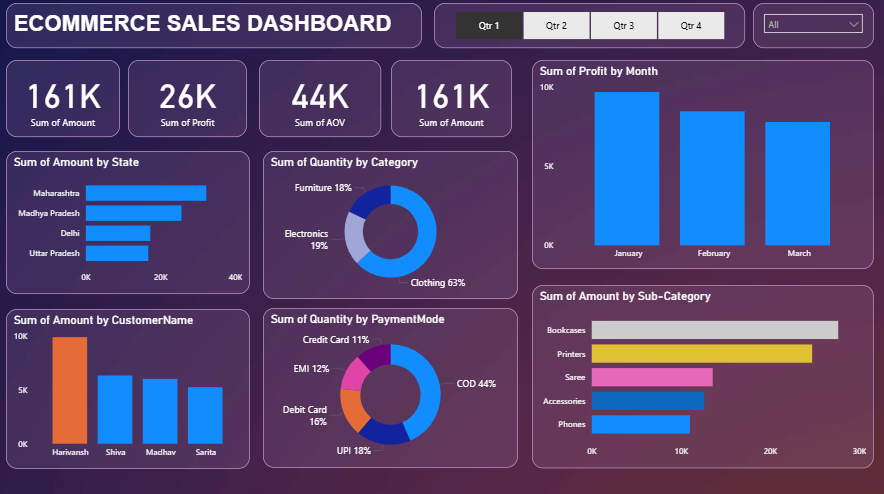 ECOMMERCE SALES DASHBOARD
Qtr 1
Qtr 2
Qtr 3
Qtr 4
All
161K
Sum of Amount
26K
Sum of Profit
44K
Sum of AOV
161K
Sum of Amount
Sum of Profit by Month
10K
5K
0K
January
February
March
Sum of Amount by State
Maharashtra
Madhya Pradesh
Delhi
Uttar Pradesh
0K
20K
40K
Sum of Quantity by Category
Furniture 18%
Electronics
19%
Clothing 63%
Sum of Amount by Sub-Category
Bookcases
Printers
Saree
Accessories
Phones
0K
10K
20K
30K
Sum of Amount by CustomerName
10K
5K
0K
Harivansh
Shiva
Madhav
Sarita
Sum of Quantity by PaymentMode
Credit Card 11%
EMI 12%
Debit Card
16%
UPI 18%
COD 44%